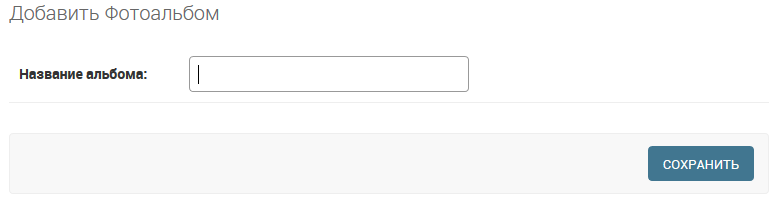 Добавить Фотоальбом
Название альбома:
СОХРАНИТЬ